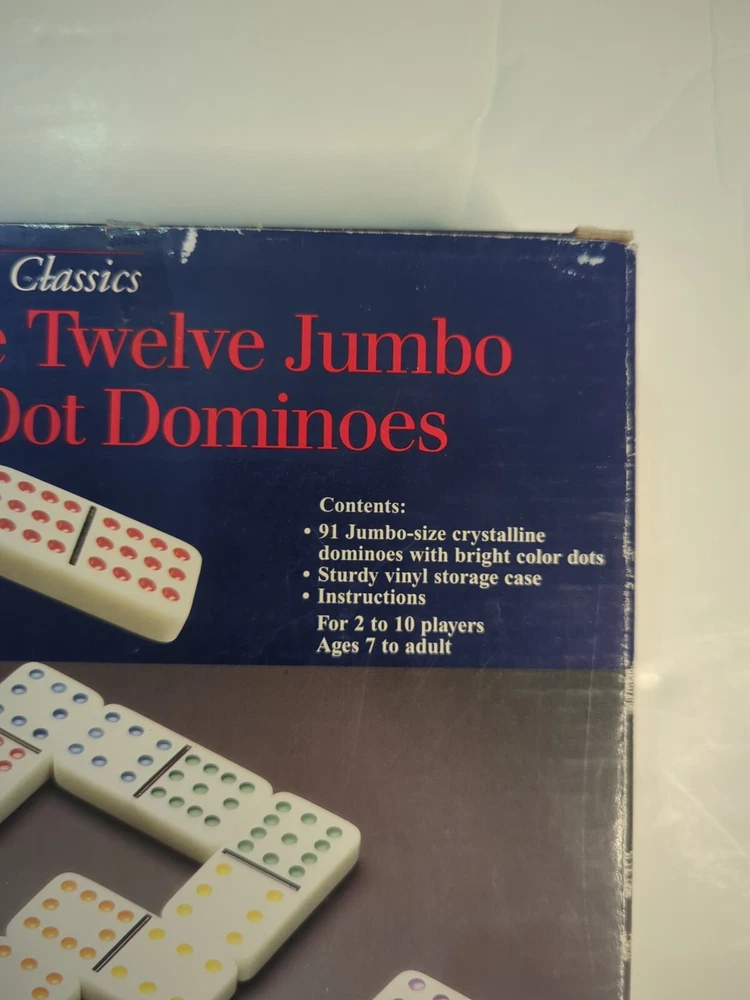 Classics
e Twelve Jumbo
Dot Dominoes
Contents:
• 91 Jumbo-size crystalline
dominoes with bright color dots
• Sturdy vinyl storage case
• Instructions
For 2 to 10 players
Ages 7 to adult